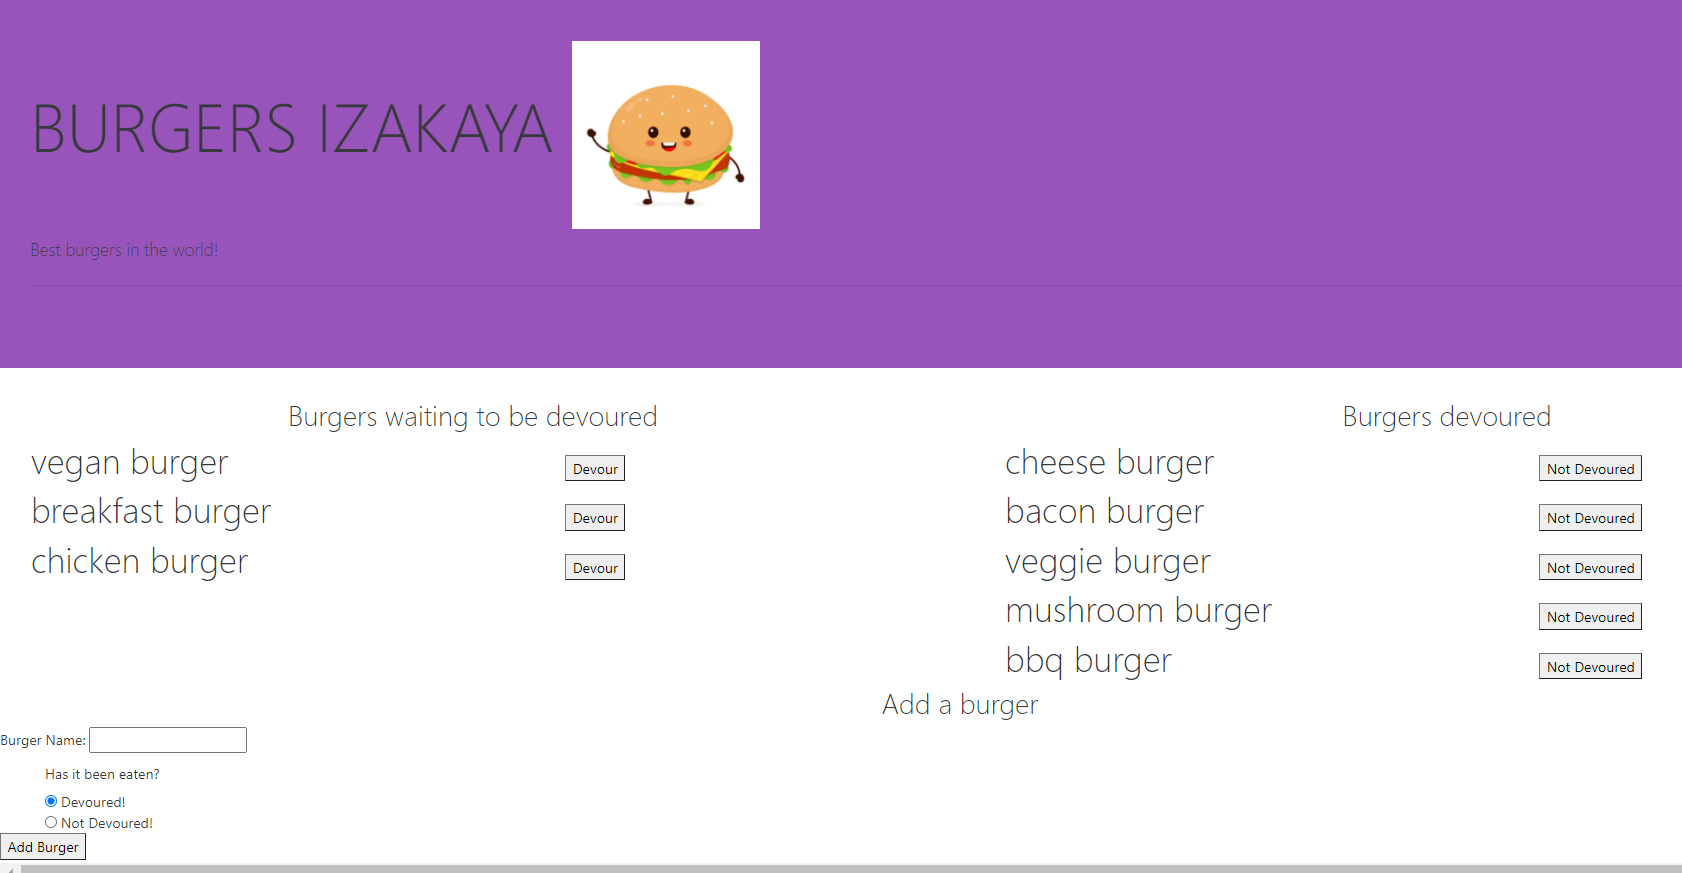 BURGERS IZAKAYA
Best burgers in the world!
Burgers waiting to be devoured
vegan burger Devour
breakfast burger Devour
chicken burger Devour
Burgers devoured
cheese burger Not Devoured
bacon burger Not Devoured
veggie burger Not Devoured
mushroom burger Not Devoured
bbq burger Not Devoured
Add a burger
Burger Name:
Has it been eaten?
Devoured!
Not Devoured!
Add Burger